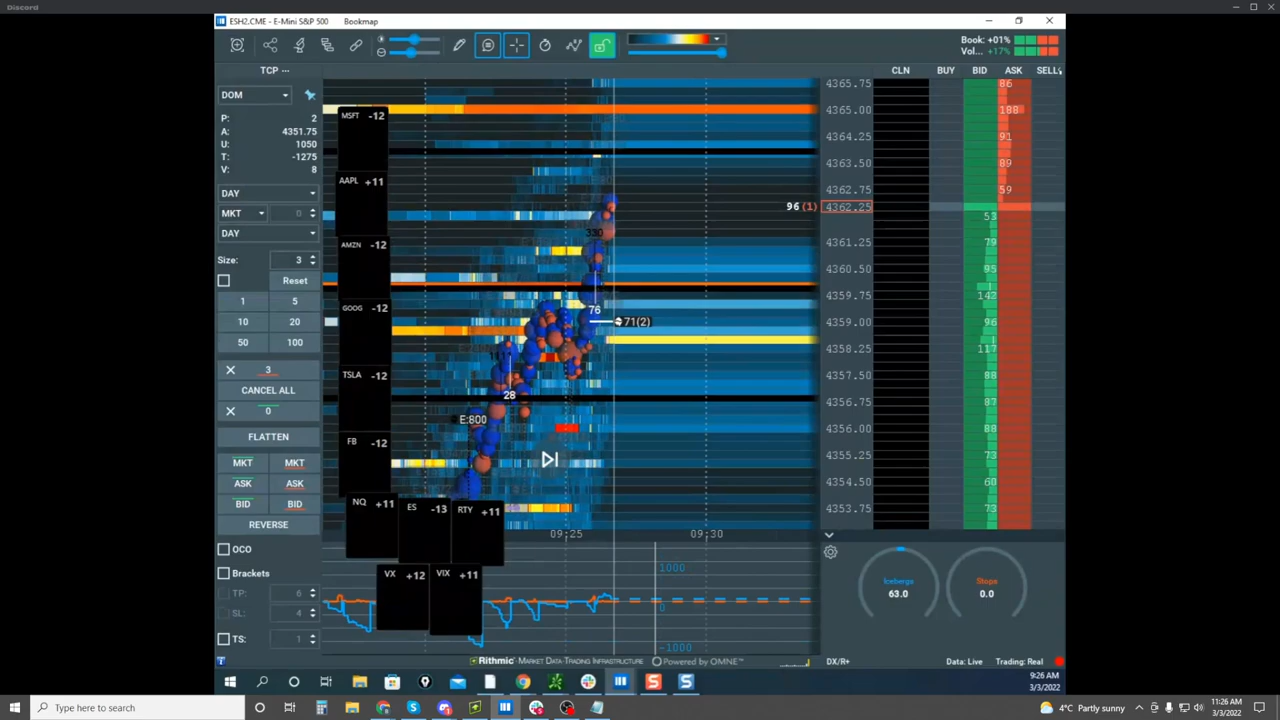 Discord
ESH2.CME - E-Mini S&P 500 Bookmap
Book: +01%
Vol... +17%
TCP ...
CLN BUY BID ASK SELL
DOM
P: 2
A: 4351.75
U: 1050
T: -1275
V: 8
DAY
MKT 0
DAY
Size: 3
Reset
1 5
10 20
50 100
3
CANCEL ALL
0
FLATTEN
MKT MKT
ASK ASK
BID BID
REVERSE
OCO
Brackets
TP: 6
SL: 4
TS: 1
MSFT -12
AAPL +11
AMZN -12
GOOG -12
TSLA -12
FB -12
NQ +11
ES -13
RTY +11
VX +12
VIX +11
330
76
71(2)
28
E:800
96 (1)
4365.75 86
4365.00 188
4364.25 91
4363.50 89
4362.75 59
4362.25
53
4361.25 79
4360.50 95
4359.75 142
4359.00 96
4358.25 117
4357.50 88
4356.75 87
4356.00 88
4355.25 73
4354.50 60
4353.75 73
09:25 09:30
1000
0
-1000
Icebergs
63.0
Stops
0.0
Rithmic Market Data-Trading Infrastructure Powered by OMNE™
DX/R+ Data: Live Trading: Real
9:26 AM
3/3/2022
Type here to search
4°C Partly sunny
11:26 AM
3/3/2022